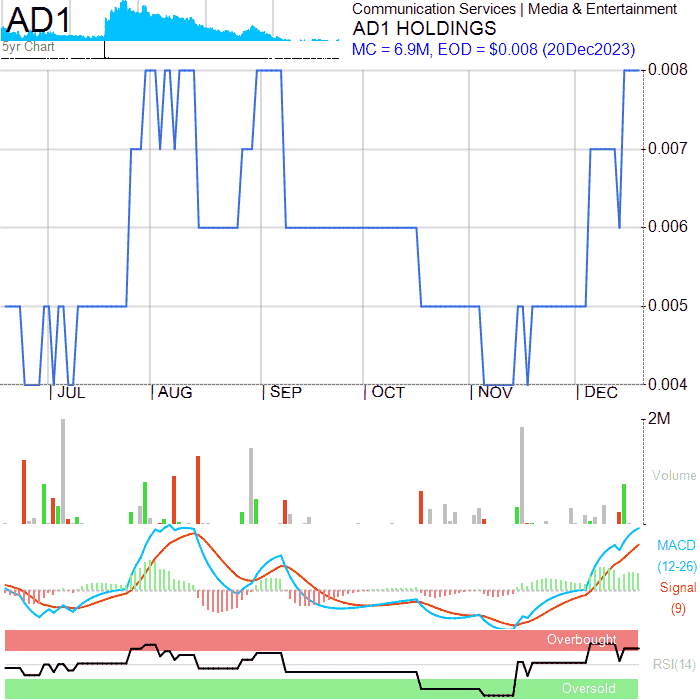 AD1
5yr Chart
Communication Services | Media & Entertainment
AD1 HOLDINGS
MC = 6.9M, EOD = $0.008 (20Dec2023)
0.008
0.007
0.006
0.005
0.004
JUL AUG SEP OCT NOV DEC
2M
Volume
MACD
(12-26)
Signal
(9)
Overbought
RSI(14)
Oversold